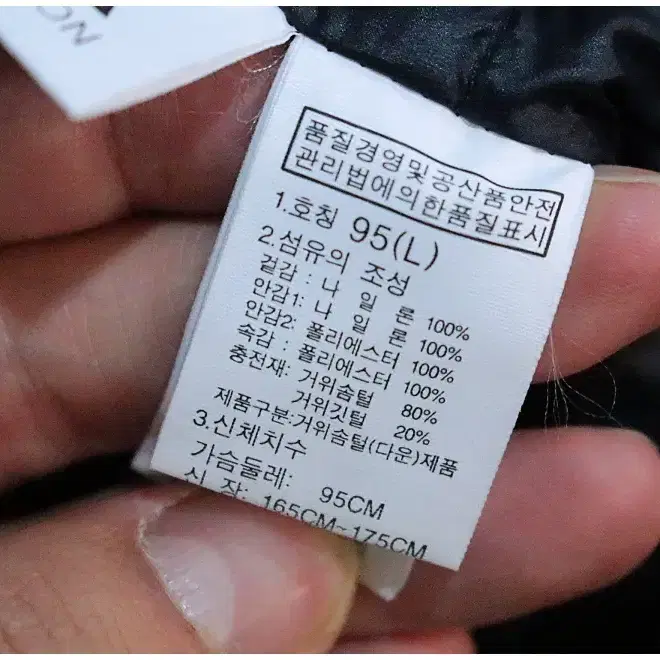 ON
품질경영및공산품안전
관리법에의한품질표시
1.호칭 95(L)
2.섬유의 조성
겉감 : 나 일 론 100%
안감1: 나 일 론 100%
안감2: 폴리에스터 100%
속감 : 폴리에스터 100%
충전재: 거위솜털 80%
거위깃털 20%
제품구분:거위솜털(다운)제품
3.신체치수
가슴둘레: 95CM
신 장: 165CM~175CM